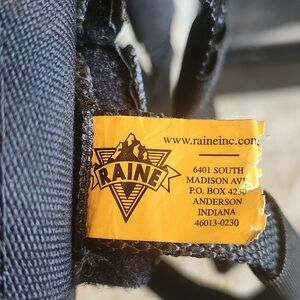 RAINE
www.raineinc.com
6401 SOUTH
MADISON AVE
P.O. BOX 4230
ANDERSON
INDIANA
46013-0230